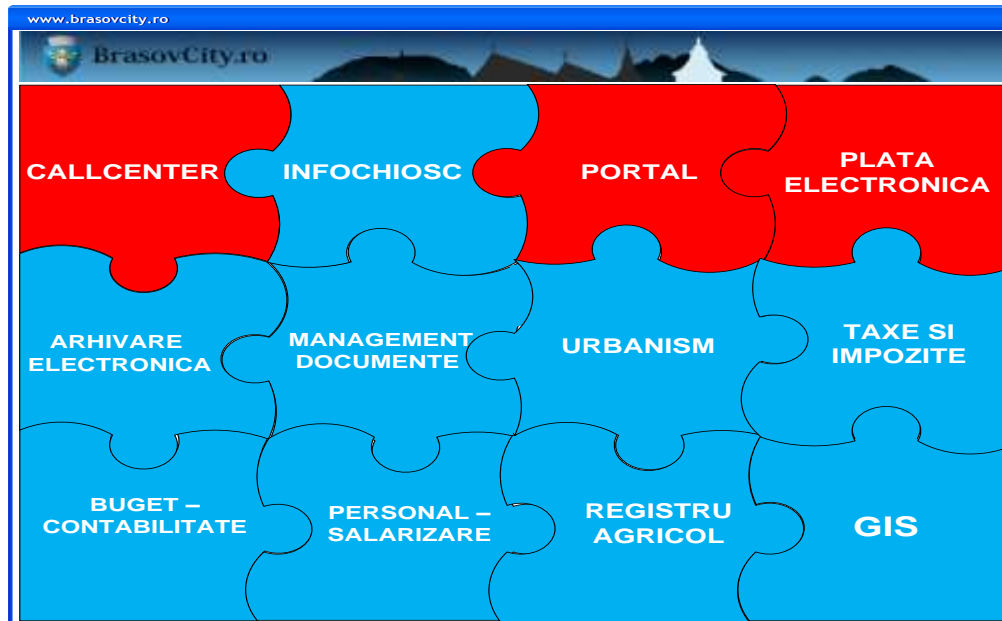 www.brasovcity.ro
BrasovCity.ro
CALLCENTER
INFOCHIOSC
PORTAL
PLATA
ELECTRONICA
ARHIVARE
ELECTRONICA
MANAGEMENT
DOCUMENTE
URBANISM
TAXE SI
IMPOZITE
BUGET –
CONTABILITATE
PERSONAL –
SALARIZARE
REGISTRU
AGRICOL
GIS